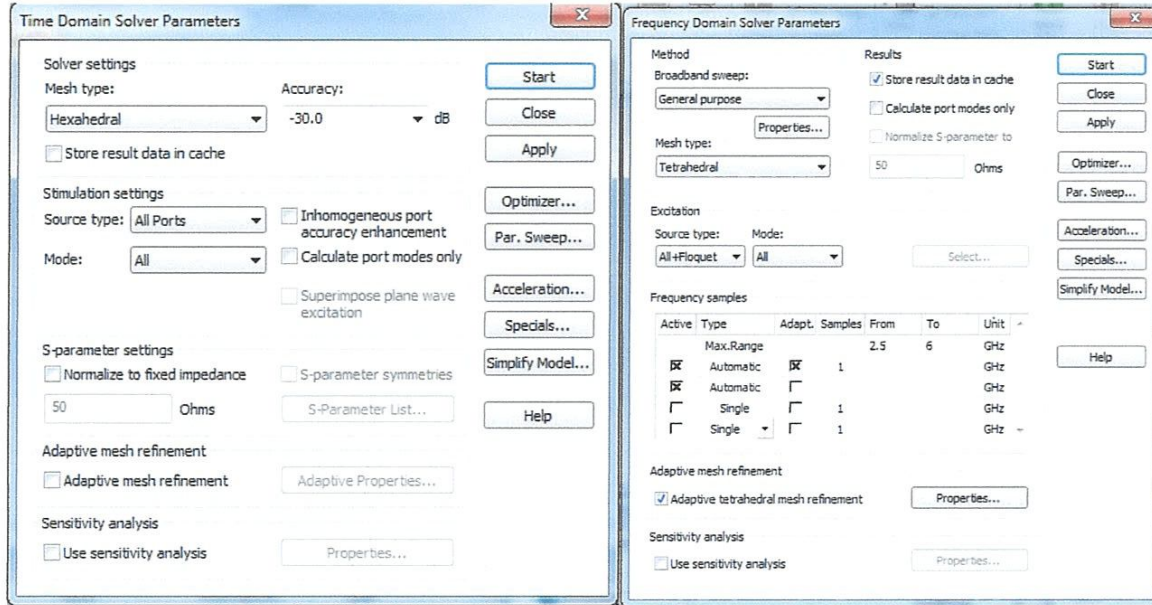 Time Domain Solver Parameters
Solver settings
Mesh type:
Accuracy:
Hexahedral
-30.0
dB
Store result data in cache
Stimulation settings
Source type:
All Ports
Inhomogeneous port
accuracy enhancement
Mode:
All
Calculate port modes only
Superimpose plane wave
excitation
S-parameter settings
Normalize to fixed impedance
S-parameter symmetries
50
Ohms
S-Parameter List...
Adaptive mesh refinement
Adaptive mesh refinement
Adaptive Properties...
Sensitivity analysis
Use sensitivity analysis
Properties...
Start
Close
Apply
Optimizer...
Par. Sweep...
Acceleration...
Specials...
Simplify Model...
Help
Frequency Domain Solver Parameters
Method
Broadband sweep:
General purpose
Properties...
Mesh type:
Tetrahedral
Results
Store result data in cache
Calculate port modes only
Normalize S-parameter to
50
Ohms
Excitation
Source type:
Mode:
All+Floquet
All
Select...
Frequency samples
Active Type Adapt. Samples From To Unit
Max.Range 2.5 6 GHz
Automatic 1 GHz
Automatic GHz
Single 1 GHz
Single 1 GHz
Adaptive mesh refinement
Adaptive tetrahedral mesh refinement
Properties...
Sensitivity analysis
Use sensitivity analysis
Properties...
Start
Close
Apply
Optimizer...
Par. Sweep...
Acceleration...
Specials...
Simplify Model...
Help